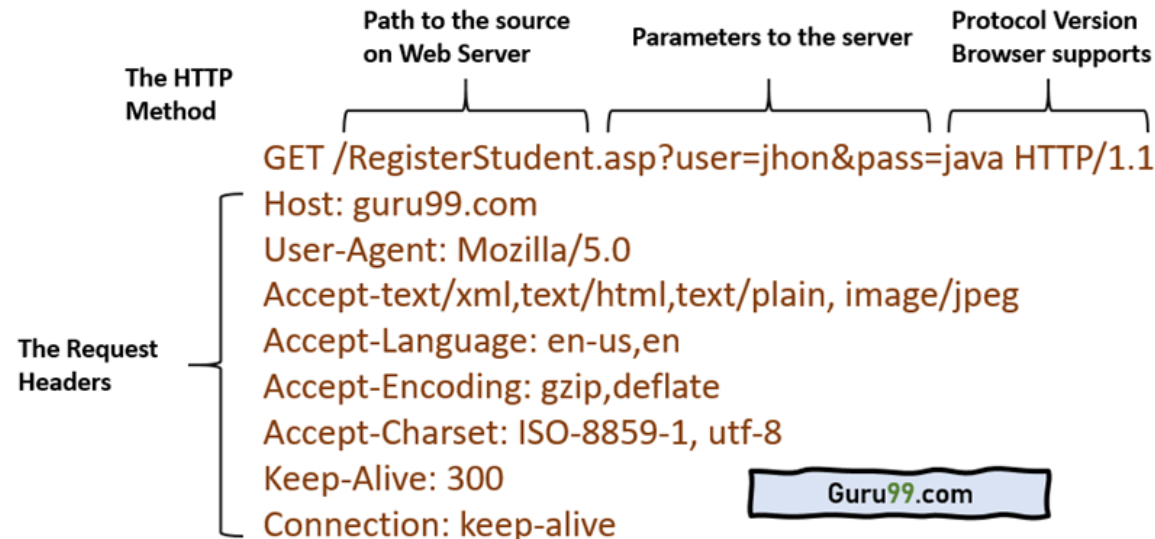 Path to the source
on Web Server
Parameters to the server
Protocol Version
Browser supports
The HTTP
Method
GET /RegisterStudent.asp?user=jhon&pass=java HTTP/1.1
Host: guru99.com
User-Agent: Mozilla/5.0
Accept-text/xml,text/html,text/plain, image/jpeg
Accept-Language: en-us,en
Accept-Encoding: gzip,deflate
Accept-Charset: ISO-8859-1, utf-8
Keep-Alive: 300
Connection: keep-alive
The Request
Headers
Guru99.com